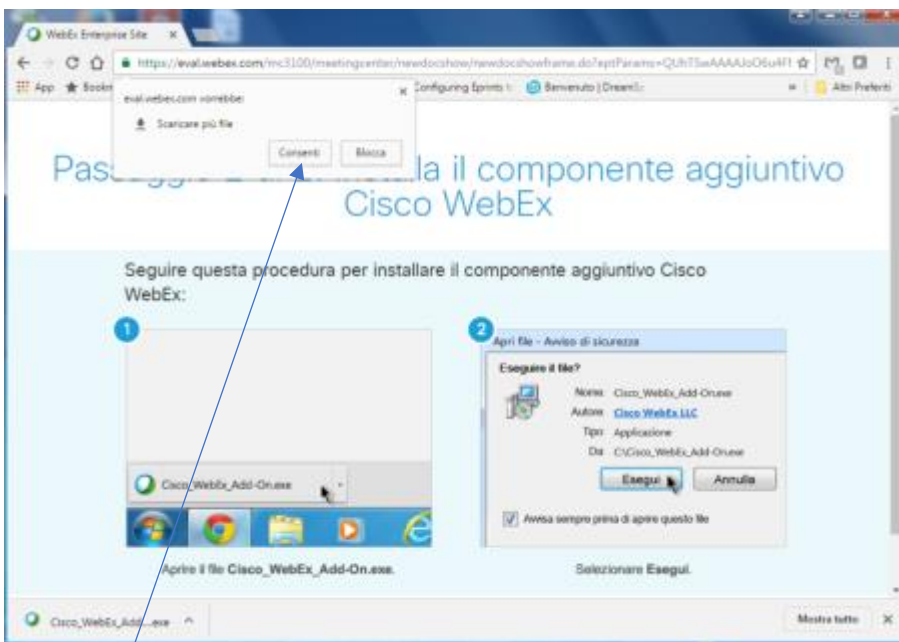 WebEx Enterprise Site
https://eval.webex.com/mc3100/meetingcenter/newdocshow/newdocshowframe.do?
App
Configuring Eprints
Benvenuto | Dream
Altri Preferiti
eval.webex.com vorrebbe:
Scaricare più file
Consenti
Blocca
la il componente aggiuntivo
Cisco WebEx
Seguire questa procedura per installare il componente aggiuntivo Cisco
WebEx:
1
Cisco_WebEx_Add-On.exe
Aprire il file Cisco_WebEx_Add-On.exe.
2
Apri file - Avviso di sicurezza
Eseguire il file?
Nome: Cisco_WebEx_Add-On.exe
Autore: Cisco WebEx LLC
Tipo: Applicazione
Da: C:\Cisco_WebEx_Add-On.exe
Esegui
Annulla
Avvisa sempre prima di aprire questo file
Selezionare Esegui.
Cisco_WebEx_Add....exe
Mostra tutto